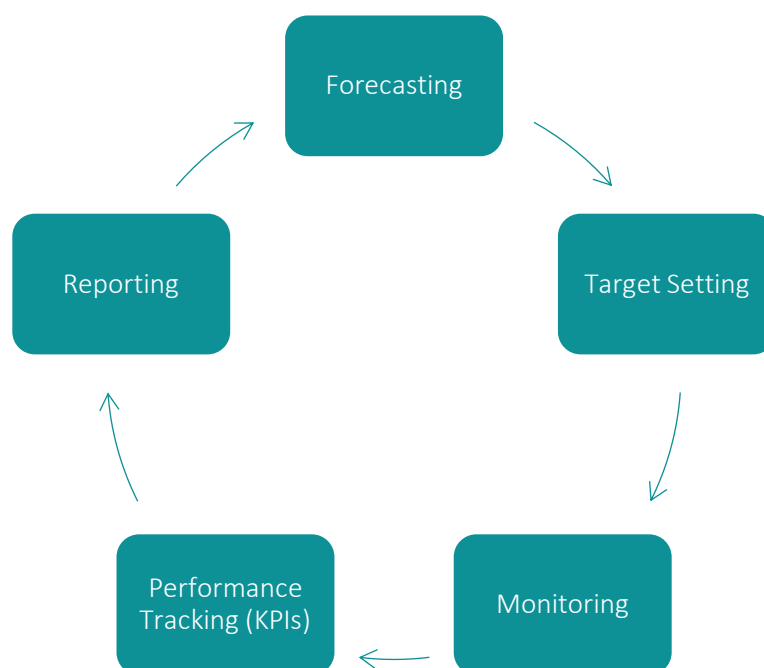 Forecasting
Target Setting
Monitoring
Performance
Tracking (KPIs)
Reporting